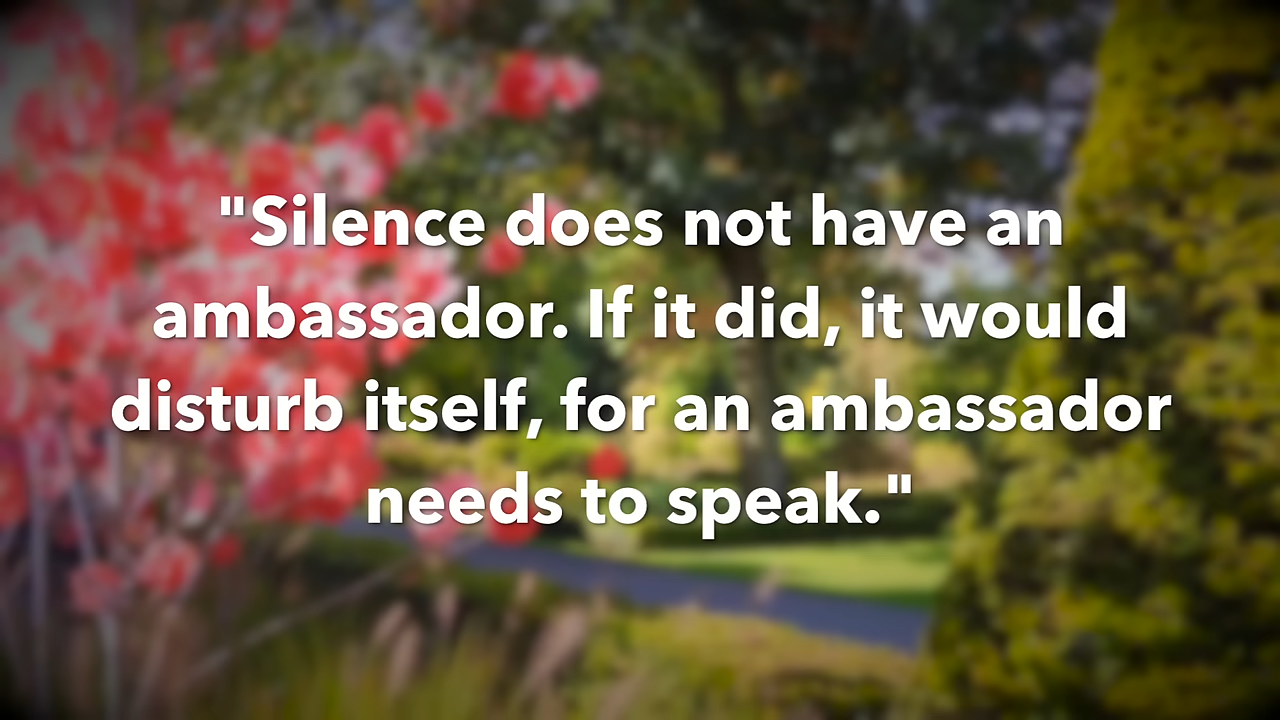 "Silence does not have an
ambassador. If it did, it would
disturb itself, for an ambassador
needs to speak."